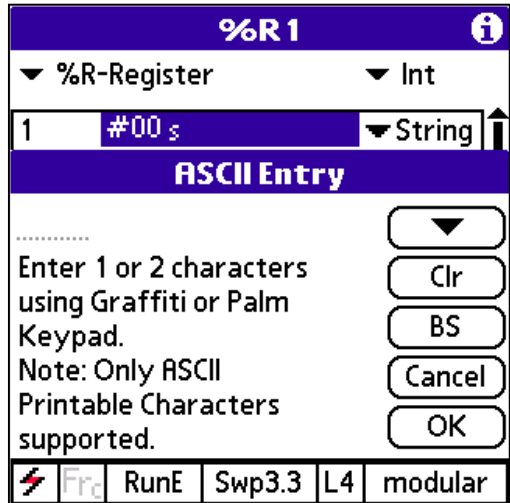 %R1 i
%R-Register Int
1 #00 s String
ASCII Entry
Enter 1 or 2 characters
using Graffiti or Palm
Keypad.
Note: Only ASCII
Printable Characters
supported.
Clr
BS
Cancel
OK
Frc RunE Swp3.3 L4 modular